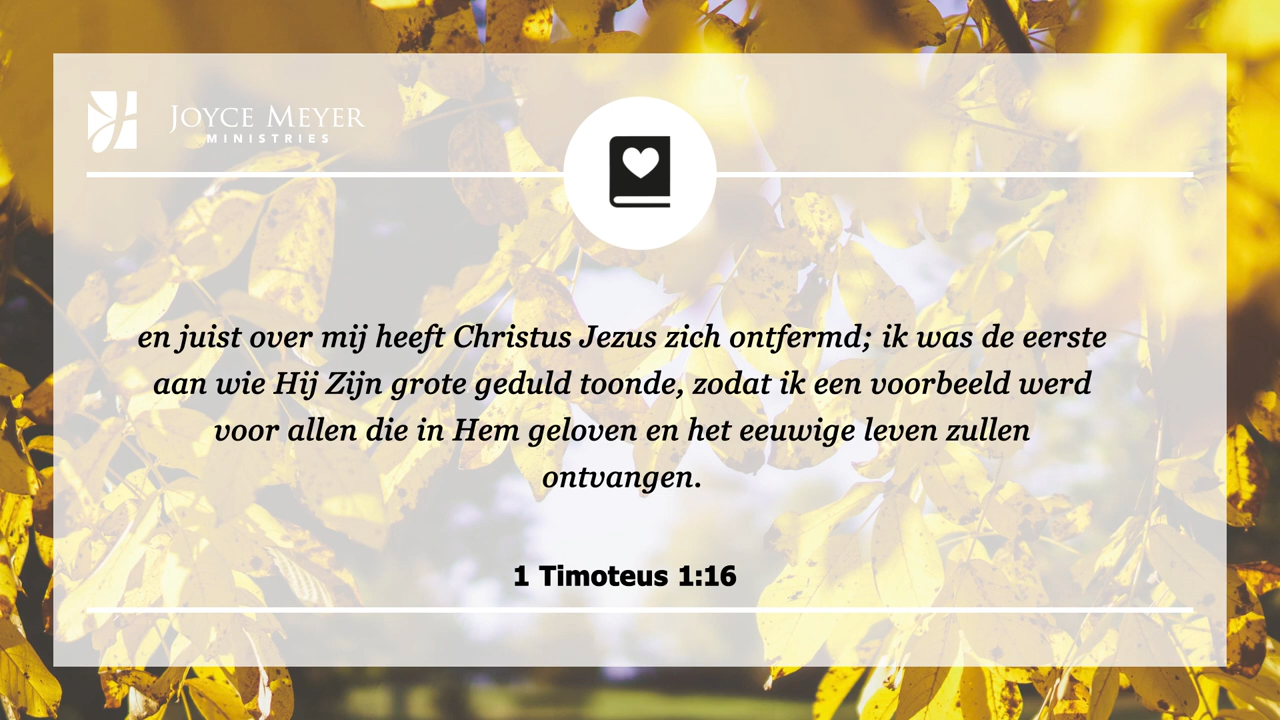 JOYCE MEYER
MINISTRIES
en juist over mij heeft Christus Jezus zich ontfermd; ik was de eerste
aan wie Hij Zijn grote geduld toonde, zodat ik een voorbeeld werd
voor allen die in Hem geloven en het eeuwige leven zullen
ontvangen.
1 Timoteus 1:16